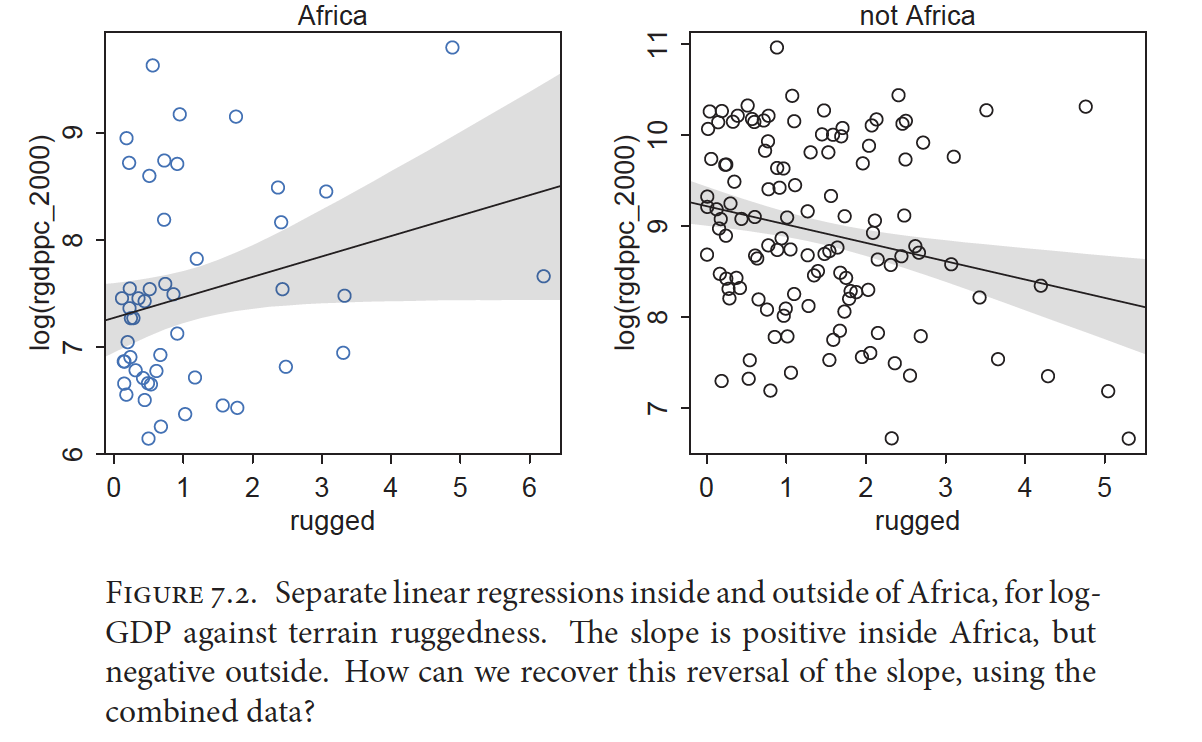 Africa
not Africa
log(rgdppc_2000)
9
8
7
6
0 1 2 3 4 5 6
rugged
log(rgdppc_2000)
11
10
9
8
7
0 1 2 3 4 5
rugged
Figure 7.2. Separate linear regressions inside and outside of Africa, for log-
GDP against terrain ruggedness. The slope is positive inside Africa, but
negative outside. How can we recover this reversal of the slope, using the
combined data?